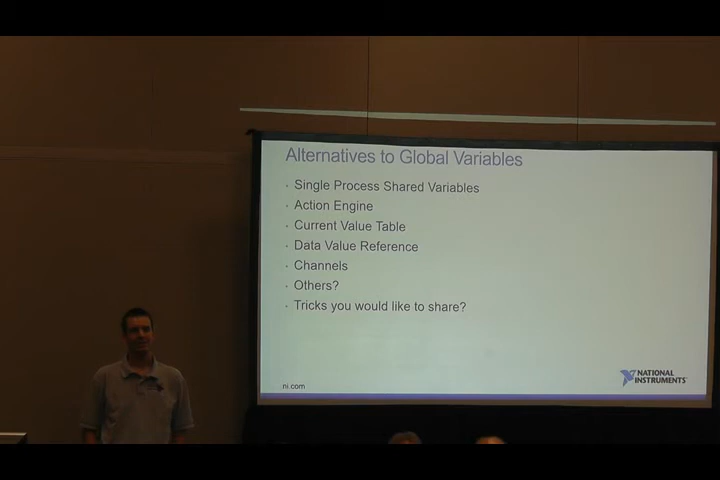 Alternatives to Global Variables
Single Process Shared Variables
Action Engine
Current Value Table
Data Value Reference
Channels
Others?
Tricks you would like to share?
ni.com
NATIONAL
INSTRUMENTS